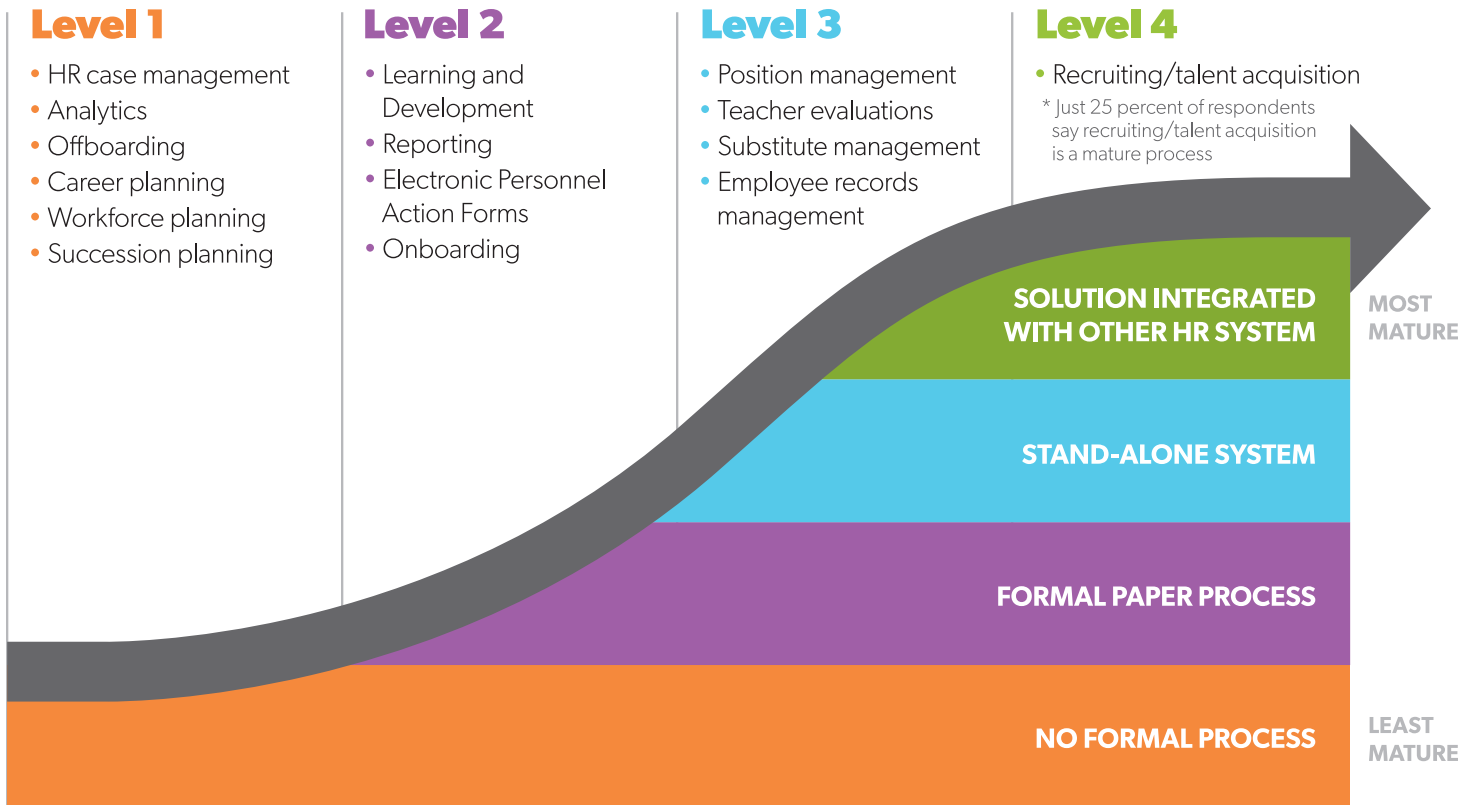 Level 1
• HR case management
• Analytics
• Offboarding
• Career planning
• Workforce planning
• Succession planning
Level 2
• Learning and
Development
• Reporting
• Electronic Personnel
Action Forms
• Onboarding
Level 3
• Position management
• Teacher evaluations
• Substitute management
• Employee records
management
Level 4
• Recruiting/talent acquisition
* Just 25 percent of respondents
say recruiting/talent acquisition
is a mature process
SOLUTION INTEGRATED
WITH OTHER HR SYSTEM
MOST
MATURE
STAND-ALONE SYSTEM
FORMAL PAPER PROCESS
NO FORMAL PROCESS
LEAST
MATURE